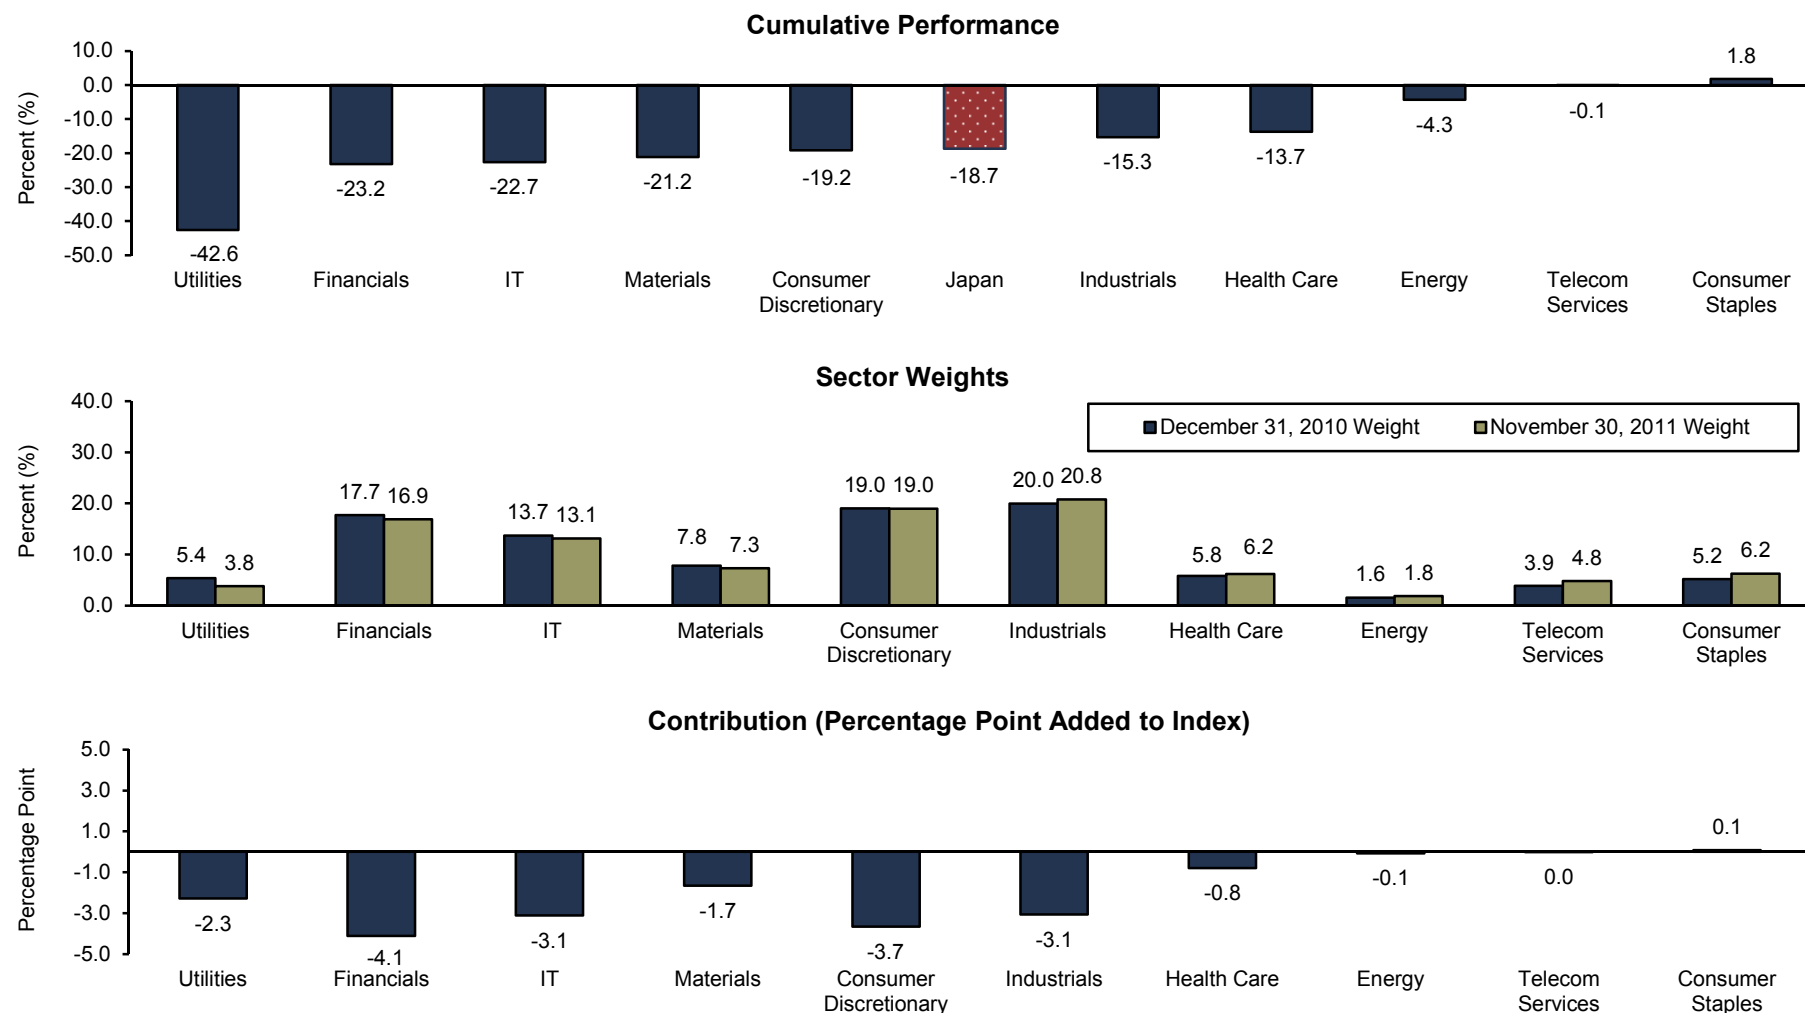 Cumulative Performance
Percent (%)
10.0
0.0
-10.0
-20.0
-30.0
-40.0
-50.0
-42.6
-23.2
-22.7
-21.2
-19.2
-18.7
-15.3
-13.7
-4.3
-0.1
1.8
Utilities
Financials
IT
Materials
Consumer
Discretionary
Japan
Industrials
Health Care
Energy
Telecom
Services
Consumer
Staples
Sector Weights
Percent (%)
40.0
30.0
20.0
10.0
0.0
December 31, 2010 Weight
November 30, 2011 Weight
5.4 3.8
17.7 16.9
13.7 13.1
7.8 7.3
19.0 19.0
20.0 20.8
5.8 6.2
1.6 1.8
3.9 4.8
5.2 6.2
Utilities
Financials
IT
Materials
Consumer
Discretionary
Industrials
Health Care
Energy
Telecom
Services
Consumer
Staples
Contribution (Percentage Point Added to Index)
Percentage Point
5.0
3.0
1.0
-1.0
-3.0
-5.0
-2.3
-4.1
-3.1
-1.7
-3.7
-3.1
-0.8
-0.1
0.0
0.1
Utilities
Financials
IT
Materials
Consumer
Discretionary
Industrials
Health Care
Energy
Telecom
Services
Consumer
Staples